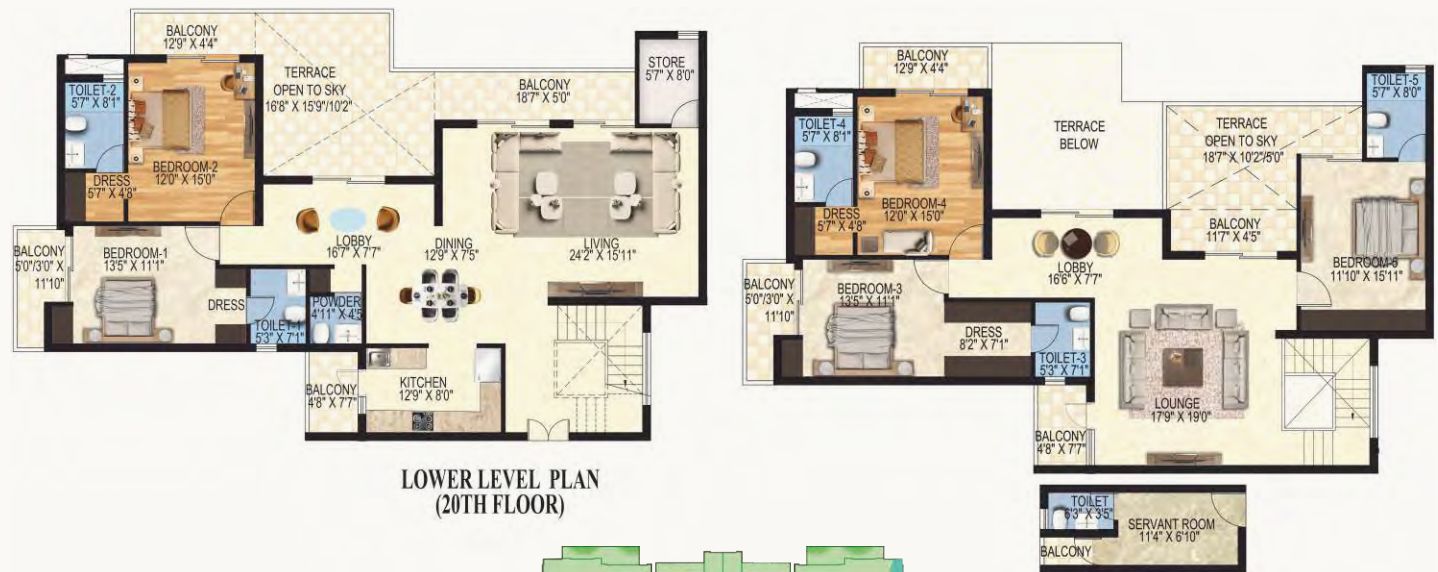 BALCONY
12'9" X 4'4"
TERRACE
OPEN TO SKY
16'8" X 15'9"/10'2"
BALCONY
18'7" X 5'0"
STORE
5'7" X 8'0"
TOILET-2
5'7" X 8'1"
BEDROOM-2
12'0" X 15'0"
DRESS
5'7" X 4'8"
BALCONY
5'0"/3'0" X
11'10"
BEDROOM-1
13'5" X 11'1"
DRESS
TOILET-1
5'3" X 7'1"
POWDER
4'11" X 4'5
LOBBY
16'7" X 7'7"
DINING
12'9" X 7'5"
LIVING
24'2" X 15'11"
BALCONY
4'8" X 7'7"
KITCHEN
12'9" X 8'0"
LOWER LEVEL PLAN
(20TH FLOOR)
BALCONY
12'9" X 4'4"
TERRACE
BELOW
TERRACE
OPEN TO SKY
18'7" X 10'2"/5'0"
TOILET-5
5'7" X 8'0"
TOILET-4
5'7" X 8'1"
BEDROOM-4
12'0" X 15'0"
DRESS
5'7" X 4'8"
BALCONY
11'7" X 4'5"
BALCONY
5'0"/3'0" X
11'10"
BEDROOM-3
13'5" X 11'1"
LOBBY
16'6" X 7'7"
BEDROOM-5
11'10" X 15'11"
DRESS
8'2" X 7'1"
TOILET-3
5'3" X 7'1"
LOUNGE
17'9" X 19'0"
BALCONY
4'8" X 7'7"
TOILET
6'3" X 3'5"
SERVANT ROOM
11'4" X 6'10"
BALCONY